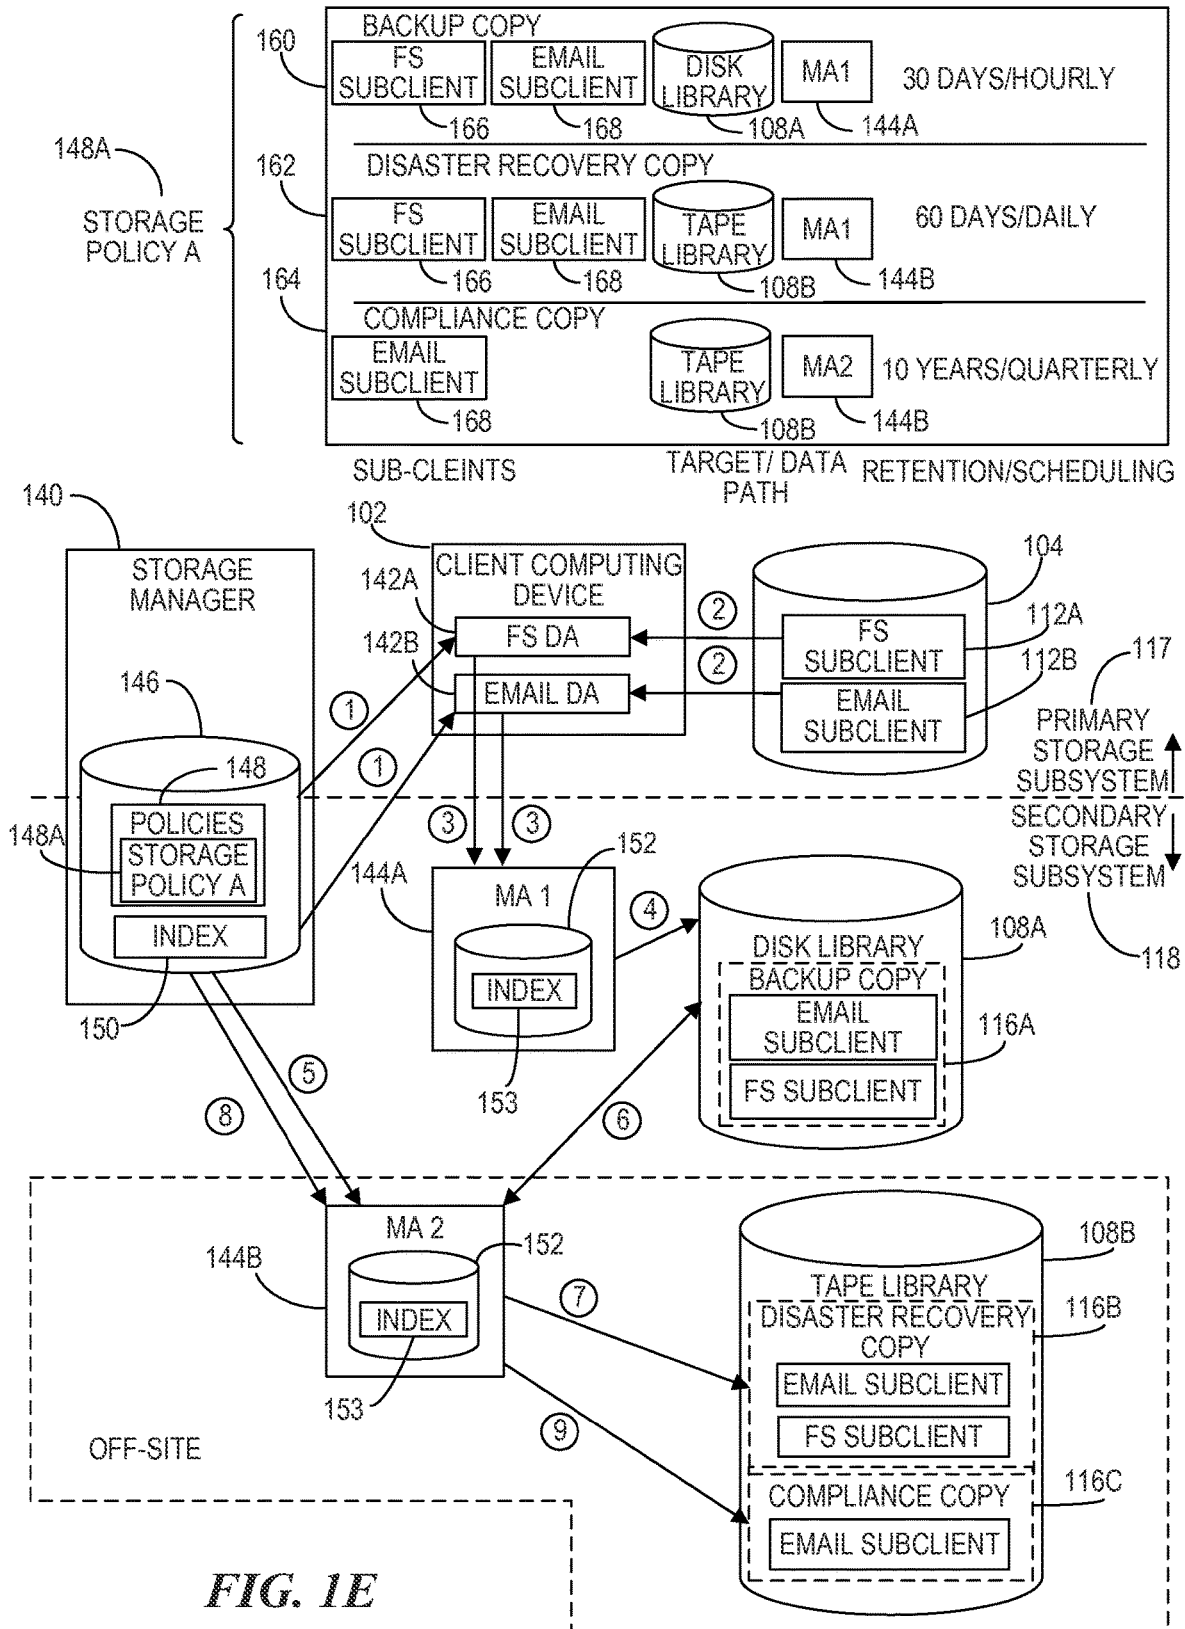 BACKUP COPY
160
FS
SUBCLIENT
EMAIL
SUBCLIENT
DISK
LIBRARY
MA1
30 DAYS/HOURLY
166
168
108A
144A
148A
STORAGE
POLICY A
DISASTER RECOVERY COPY
162
FS
SUBCLIENT
EMAIL
SUBCLIENT
TAPE
LIBRARY
MA1
60 DAYS/DAILY
166
168
108B
144B
164
COMPLIANCE COPY
EMAIL
SUBCLIENT
TAPE
LIBRARY
MA2
10 YEARS/QUARTERLY
168
108B
144B
SUB-CLEINTS
TARGET/ DATA
PATH
RETENTION/SCHEDULING
140
STORAGE
MANAGER
102
CLIENT COMPUTING
DEVICE
142A
FS DA
142B
EMAIL DA
104
2
2
FS
SUBCLIENT
112A
112B
EMAIL
SUBCLIENT
117
PRIMARY
STORAGE
SUBSYSTEM
SECONDARY
STORAGE
SUBSYSTEM
118
146
1
1
148
POLICIES
148A
STORAGE
POLICY A
INDEX
150
3
3
144A
MA 1
152
INDEX
153
4
DISK LIBRARY
108A
BACKUP COPY
EMAIL
SUBCLIENT
116A
FS SUBCLIENT
5
8
6
144B
MA 2
152
INDEX
153
7
9
108B
TAPE LIBRARY
DISASTER RECOVERY
COPY
116B
EMAIL SUBCLIENT
FS SUBCLIENT
COMPLIANCE COPY
116C
EMAIL SUBCLIENT
OFF-SITE
FIG. 1E